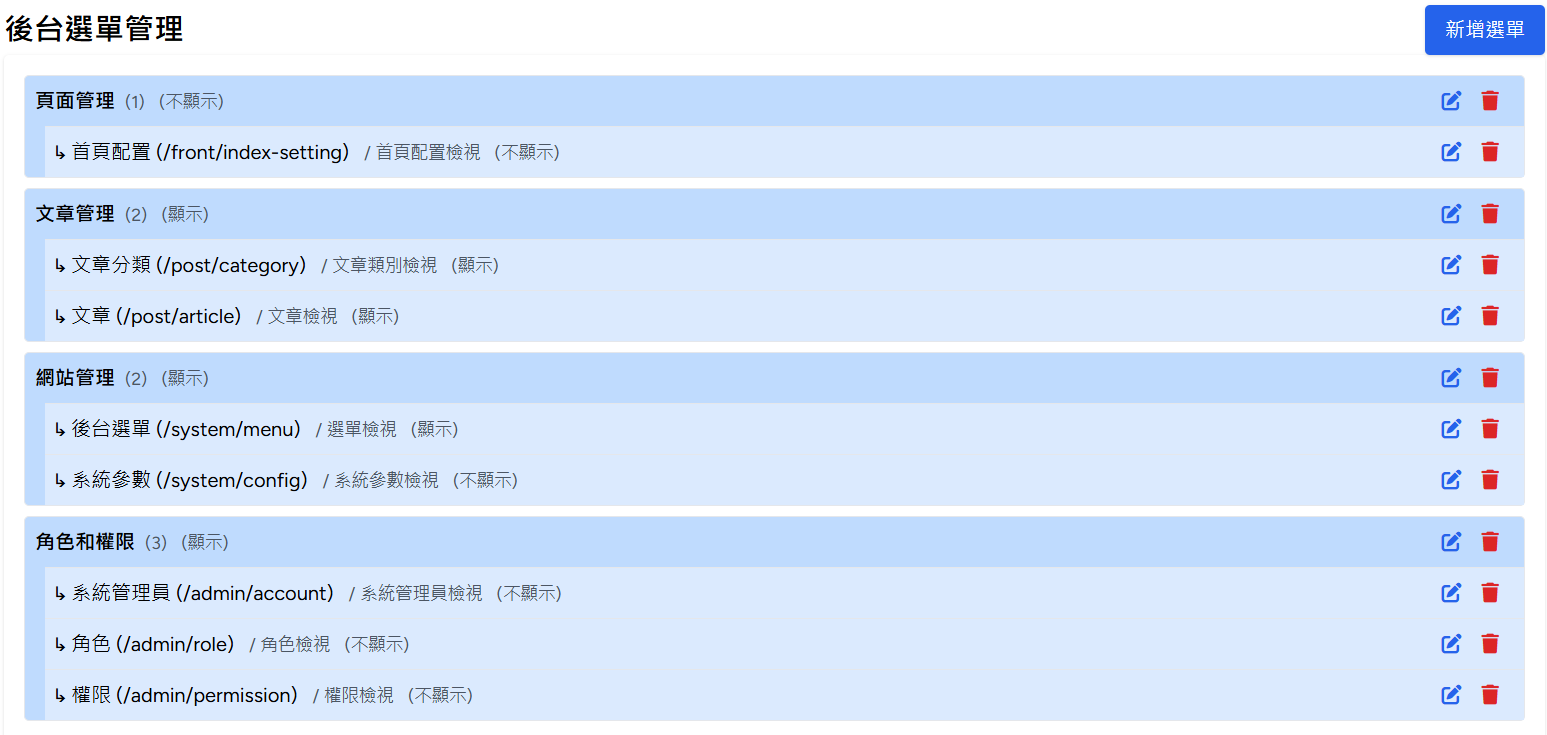 後台選單管理
新增選單
頁面管理 (1) (不顯示)
↳ 首頁配置 (/front/index-setting) / 首頁配置檢視 (不顯示)
文章管理 (2) (顯示)
↳ 文章分類 (/post/category) / 文章類別檢視 (顯示)
↳ 文章 (/post/article) / 文章檢視 (顯示)
網站管理 (2) (顯示)
↳ 後台選單 (/system/menu) / 選單檢視 (顯示)
↳ 系統參數 (/system/config) / 系統參數檢視 (不顯示)
角色和權限 (3) (顯示)
↳ 系統管理員 (/admin/account) / 系統管理員檢視 (不顯示)
↳ 角色 (/admin/role) / 角色檢視 (不顯示)
↳ 權限 (/admin/permission) / 權限檢視 (不顯示)